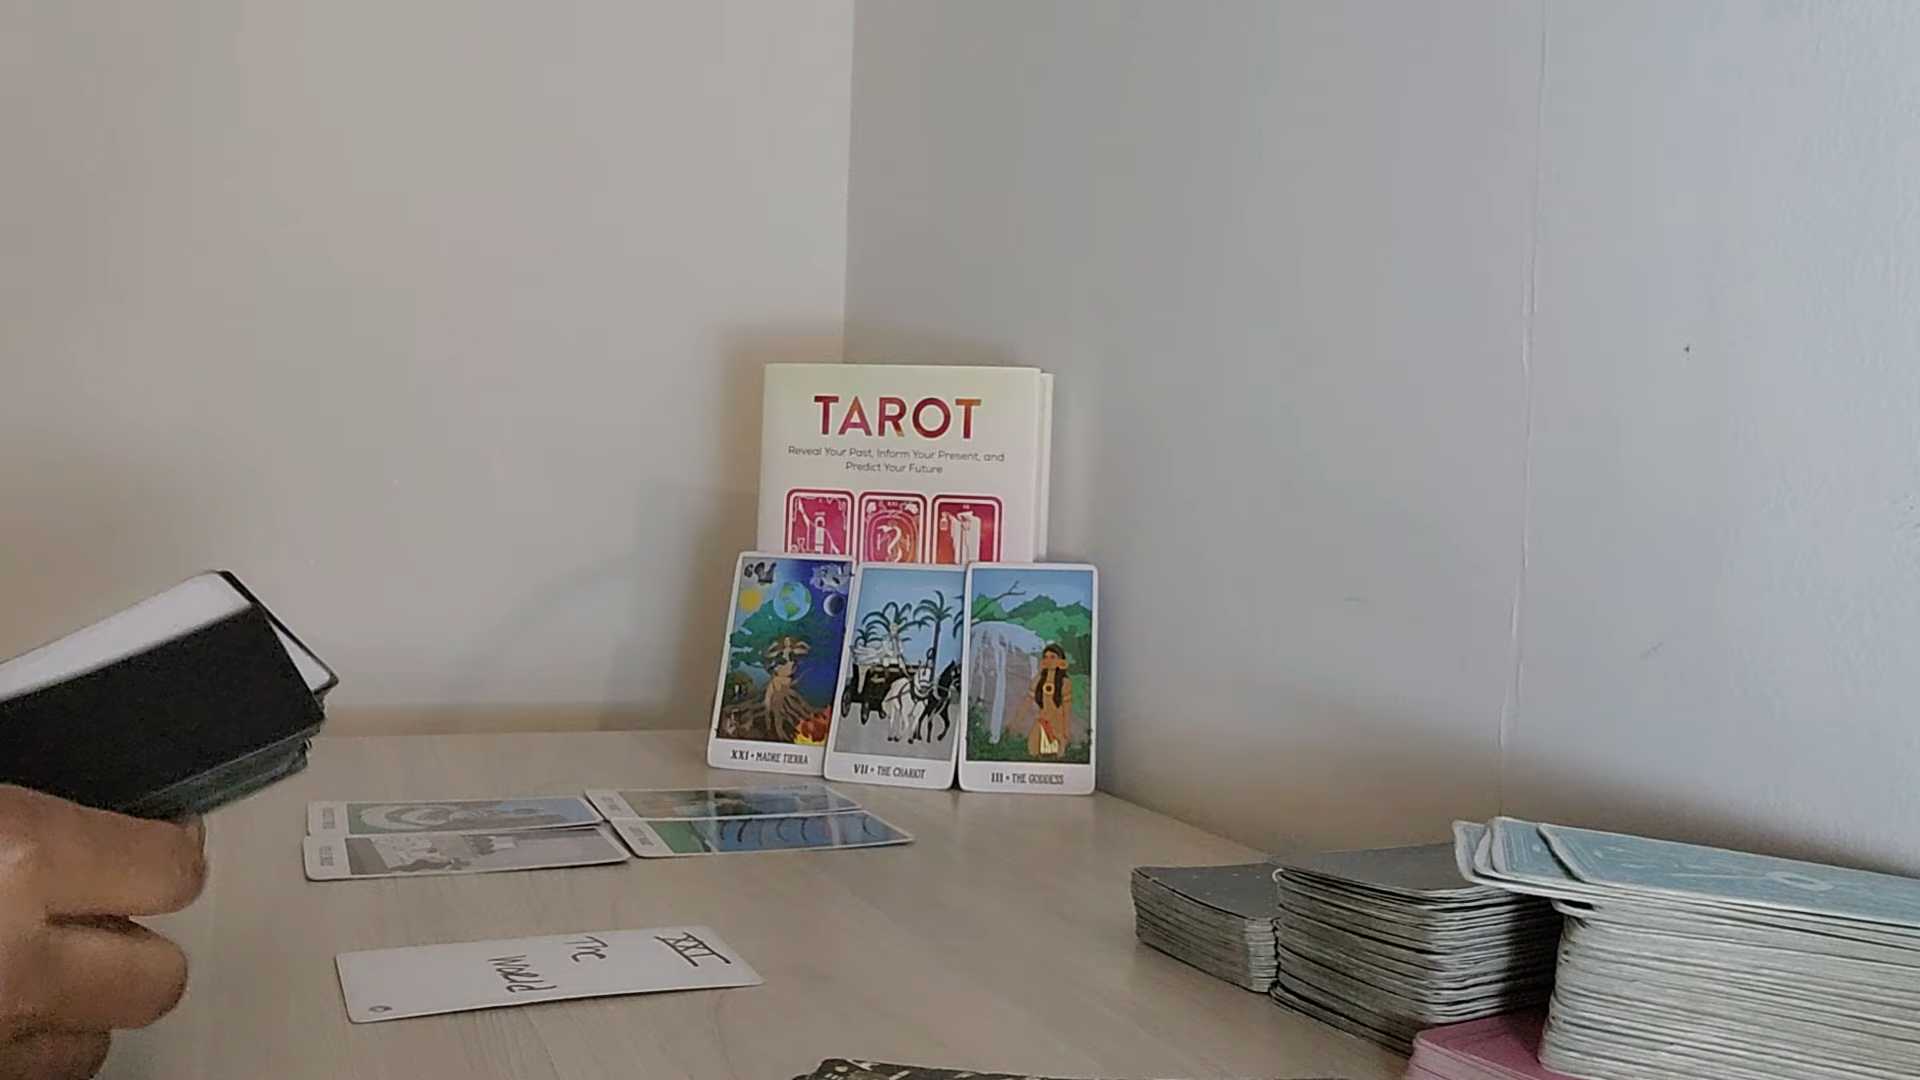 TAROT
Reveal Your Past, Inform Your Present, and
Predict Your Future
XXI • MADRE TIERRA
VII • THE CHARIOT
III • THE GODDESS
XXI
The
World